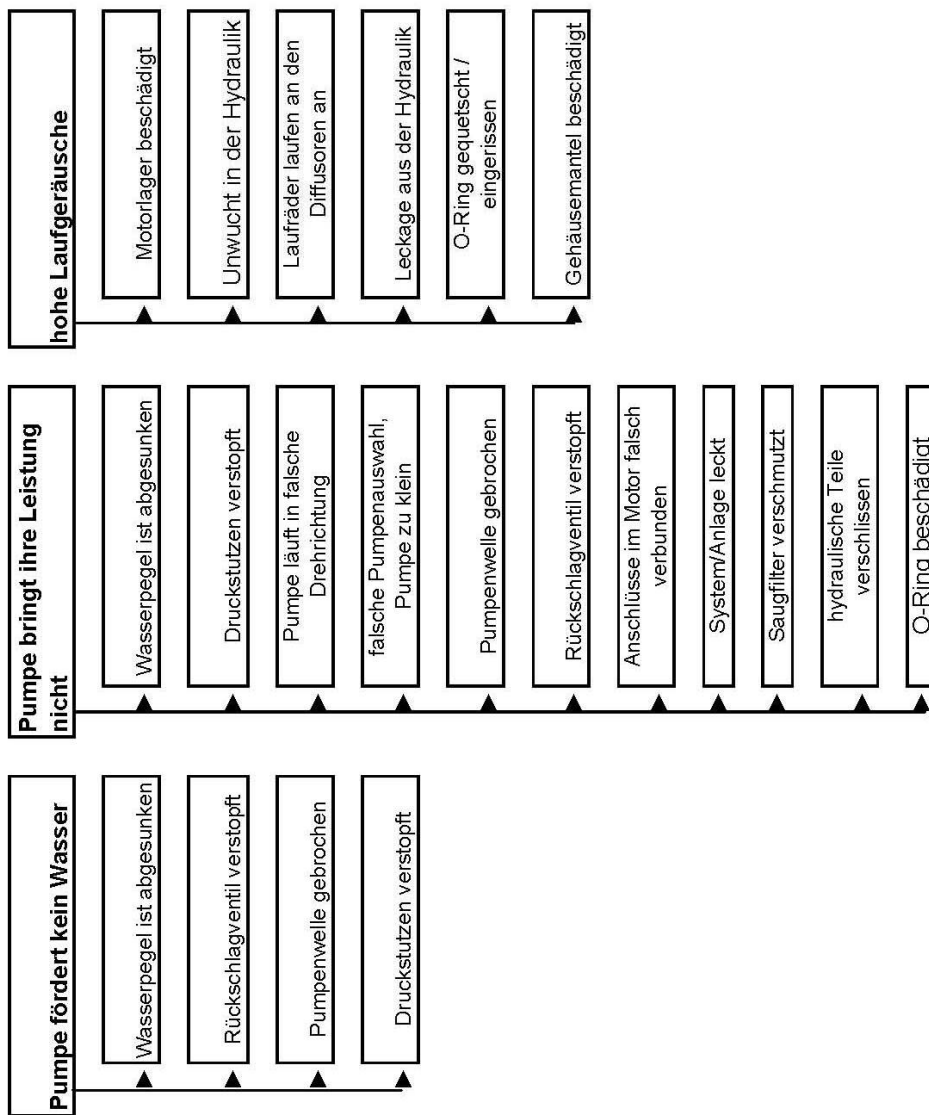 Pumpe fördert kein Wasser
Wasserpegel ist abgesunken
Rückschlagventil verstopft
Pumpenwelle gebrochen
Druckstutzen verstopft
Pumpe bringt ihre Leistung
nicht
Wasserpegel ist abgesunken
Druckstutzen verstopft
Pumpe läuft in falsche
Drehrichtung
falsche Pumpenauswahl,
Pumpe zu klein
Pumpenwelle gebrochen
Rückschlagventil verstopft
Anschlüsse im Motor falsch
verbunden
System/Anlage leckt
Saugfilter verschmutzt
hydraulische Teile
verschlissen
O-Ring beschädigt
hohe Laufgeräusche
Motorlager beschädigt
Unwucht in der Hydraulik
Laufräder laufen an den
Diffusoren an
Leckage aus der Hydraulik
O-Ring gequetscht /
eingerissen
Gehäusemantel beschädigt